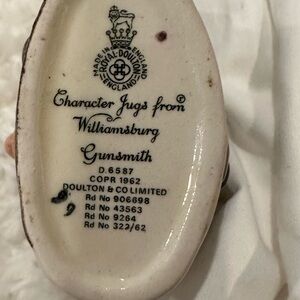 MADE IN ENGLAND
ROYAL DOULTON
ENGLAND
Character Jugs from ®
Williamsburg
Gunsmith
D. 6587
COPR 1962
DOULTON & CO LIMITED
Rd No 906698
Rd No 43563
Rd No 9264
Rd No 323/62